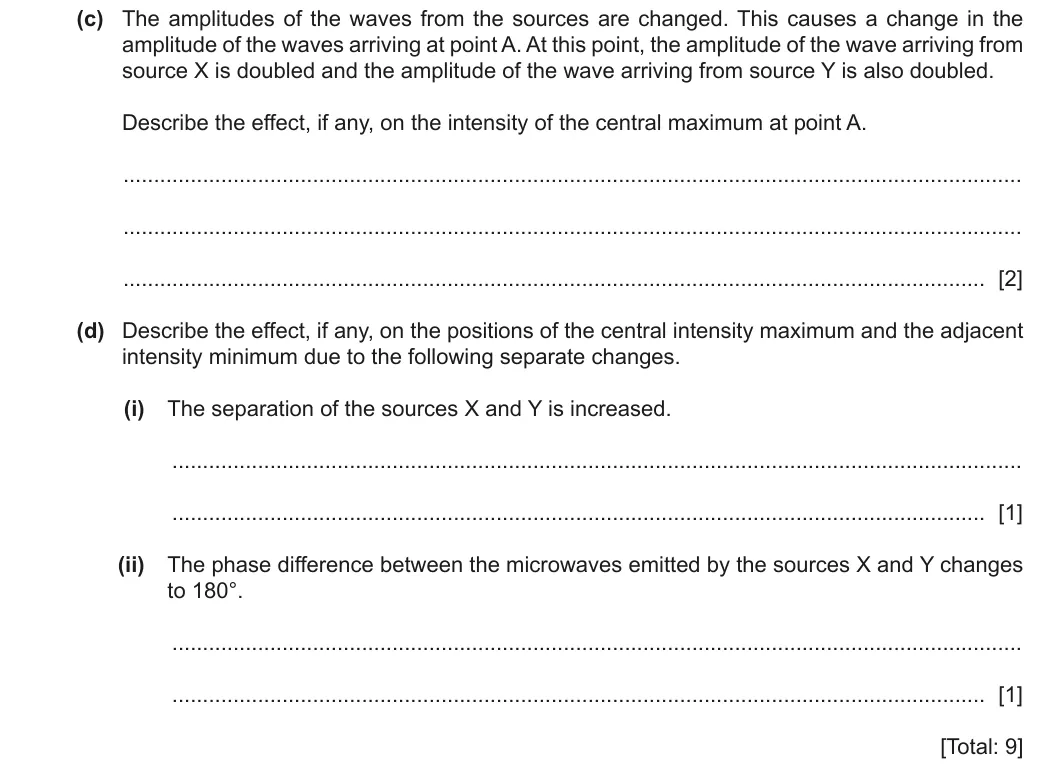 (c) The amplitudes of the waves from the sources are changed. This causes a change in the
amplitude of the waves arriving at point A. At this point, the amplitude of the wave arriving from
source X is doubled and the amplitude of the wave arriving from source Y is also doubled.
Describe the effect, if any, on the intensity of the central maximum at point A.
[2]
(d) Describe the effect, if any, on the positions of the central intensity maximum and the adjacent
intensity minimum due to the following separate changes.
(i) The separation of the sources X and Y is increased.
[1]
(ii) The phase difference between the microwaves emitted by the sources X and Y changes
to 180°.
[1]
[Total: 9]